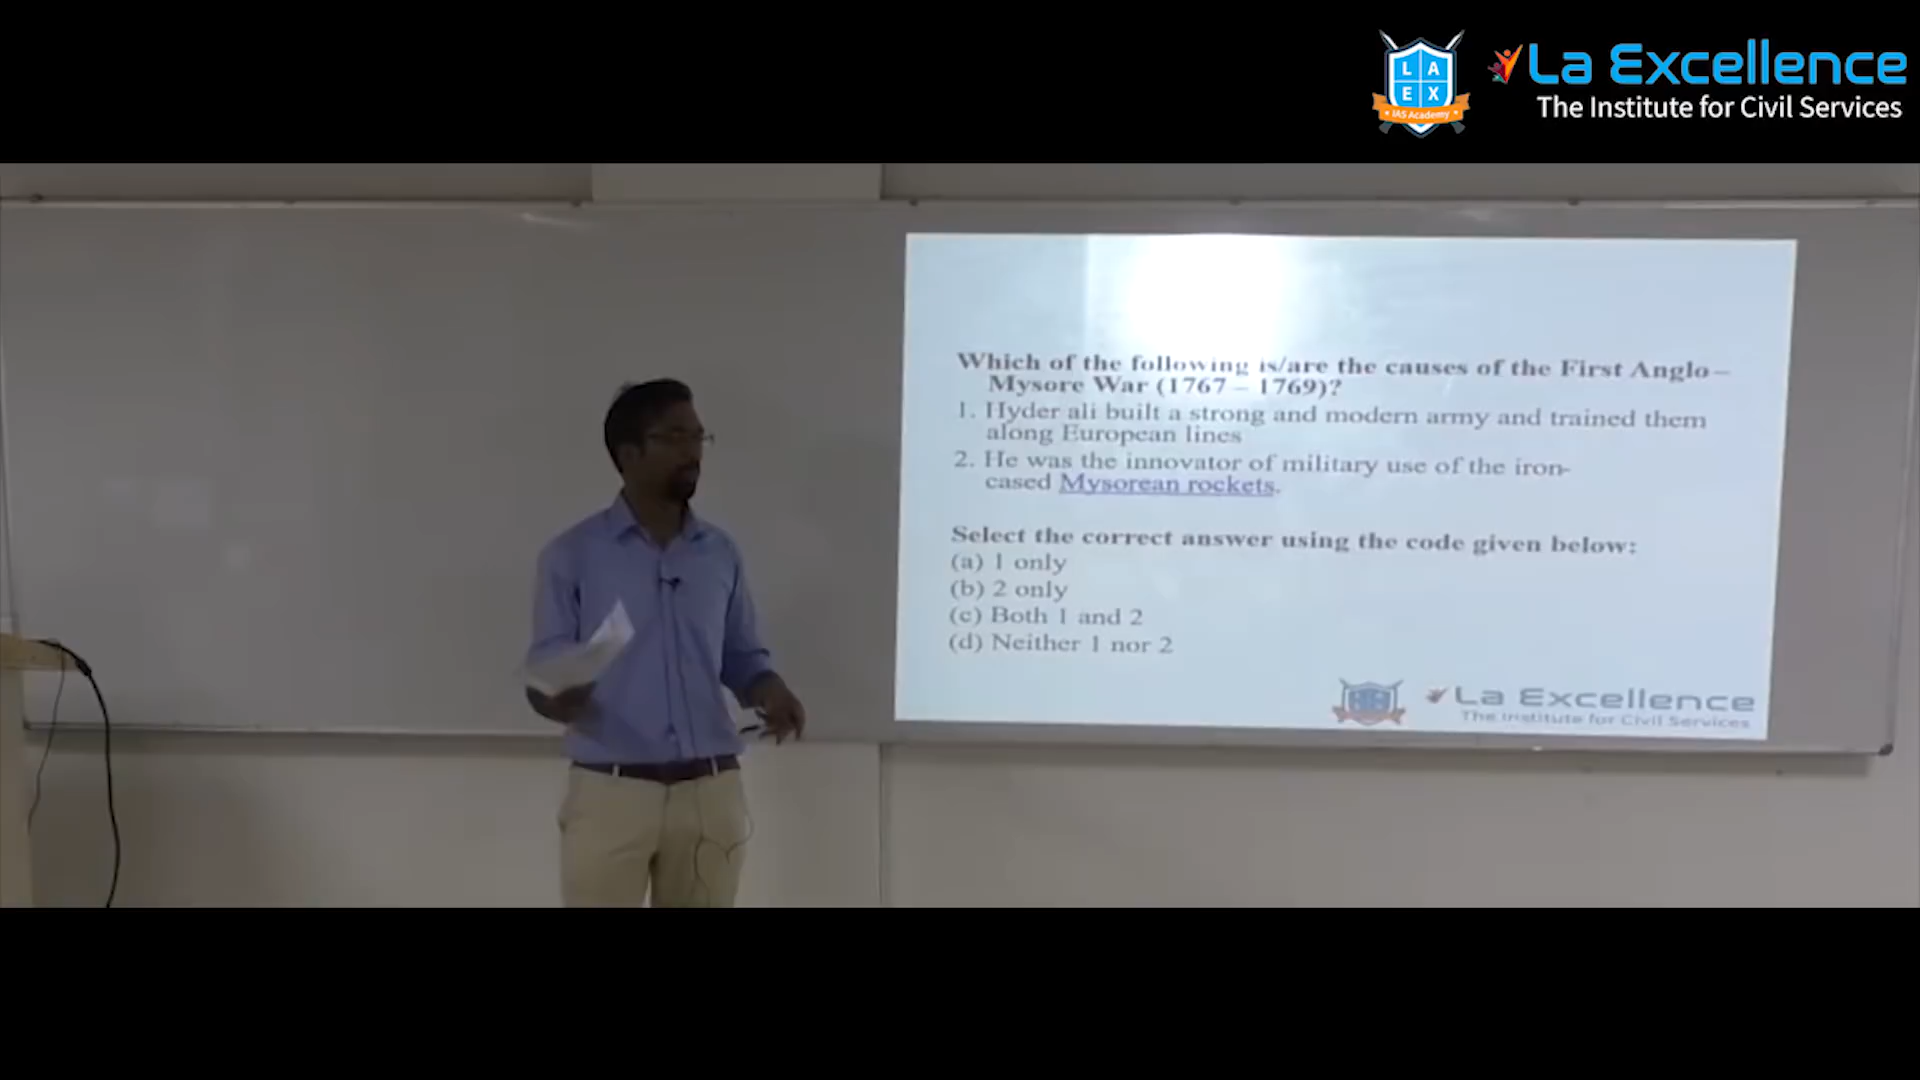 LA
EX
IAS Academy
La Excellence
The Institute for Civil Services
Which of the following is/are the causes of the First Anglo –
Mysore War (1767 – 1769)?
1. Hyder ali built a strong and modern army and trained them
along European lines
2. He was the innovator of military use of the iron-
cased Mysorean rockets.
Select the correct answer using the code given below:
(a) 1 only
(b) 2 only
(c) Both 1 and 2
(d) Neither 1 nor 2
La Excellence
The Institute for Civil Services